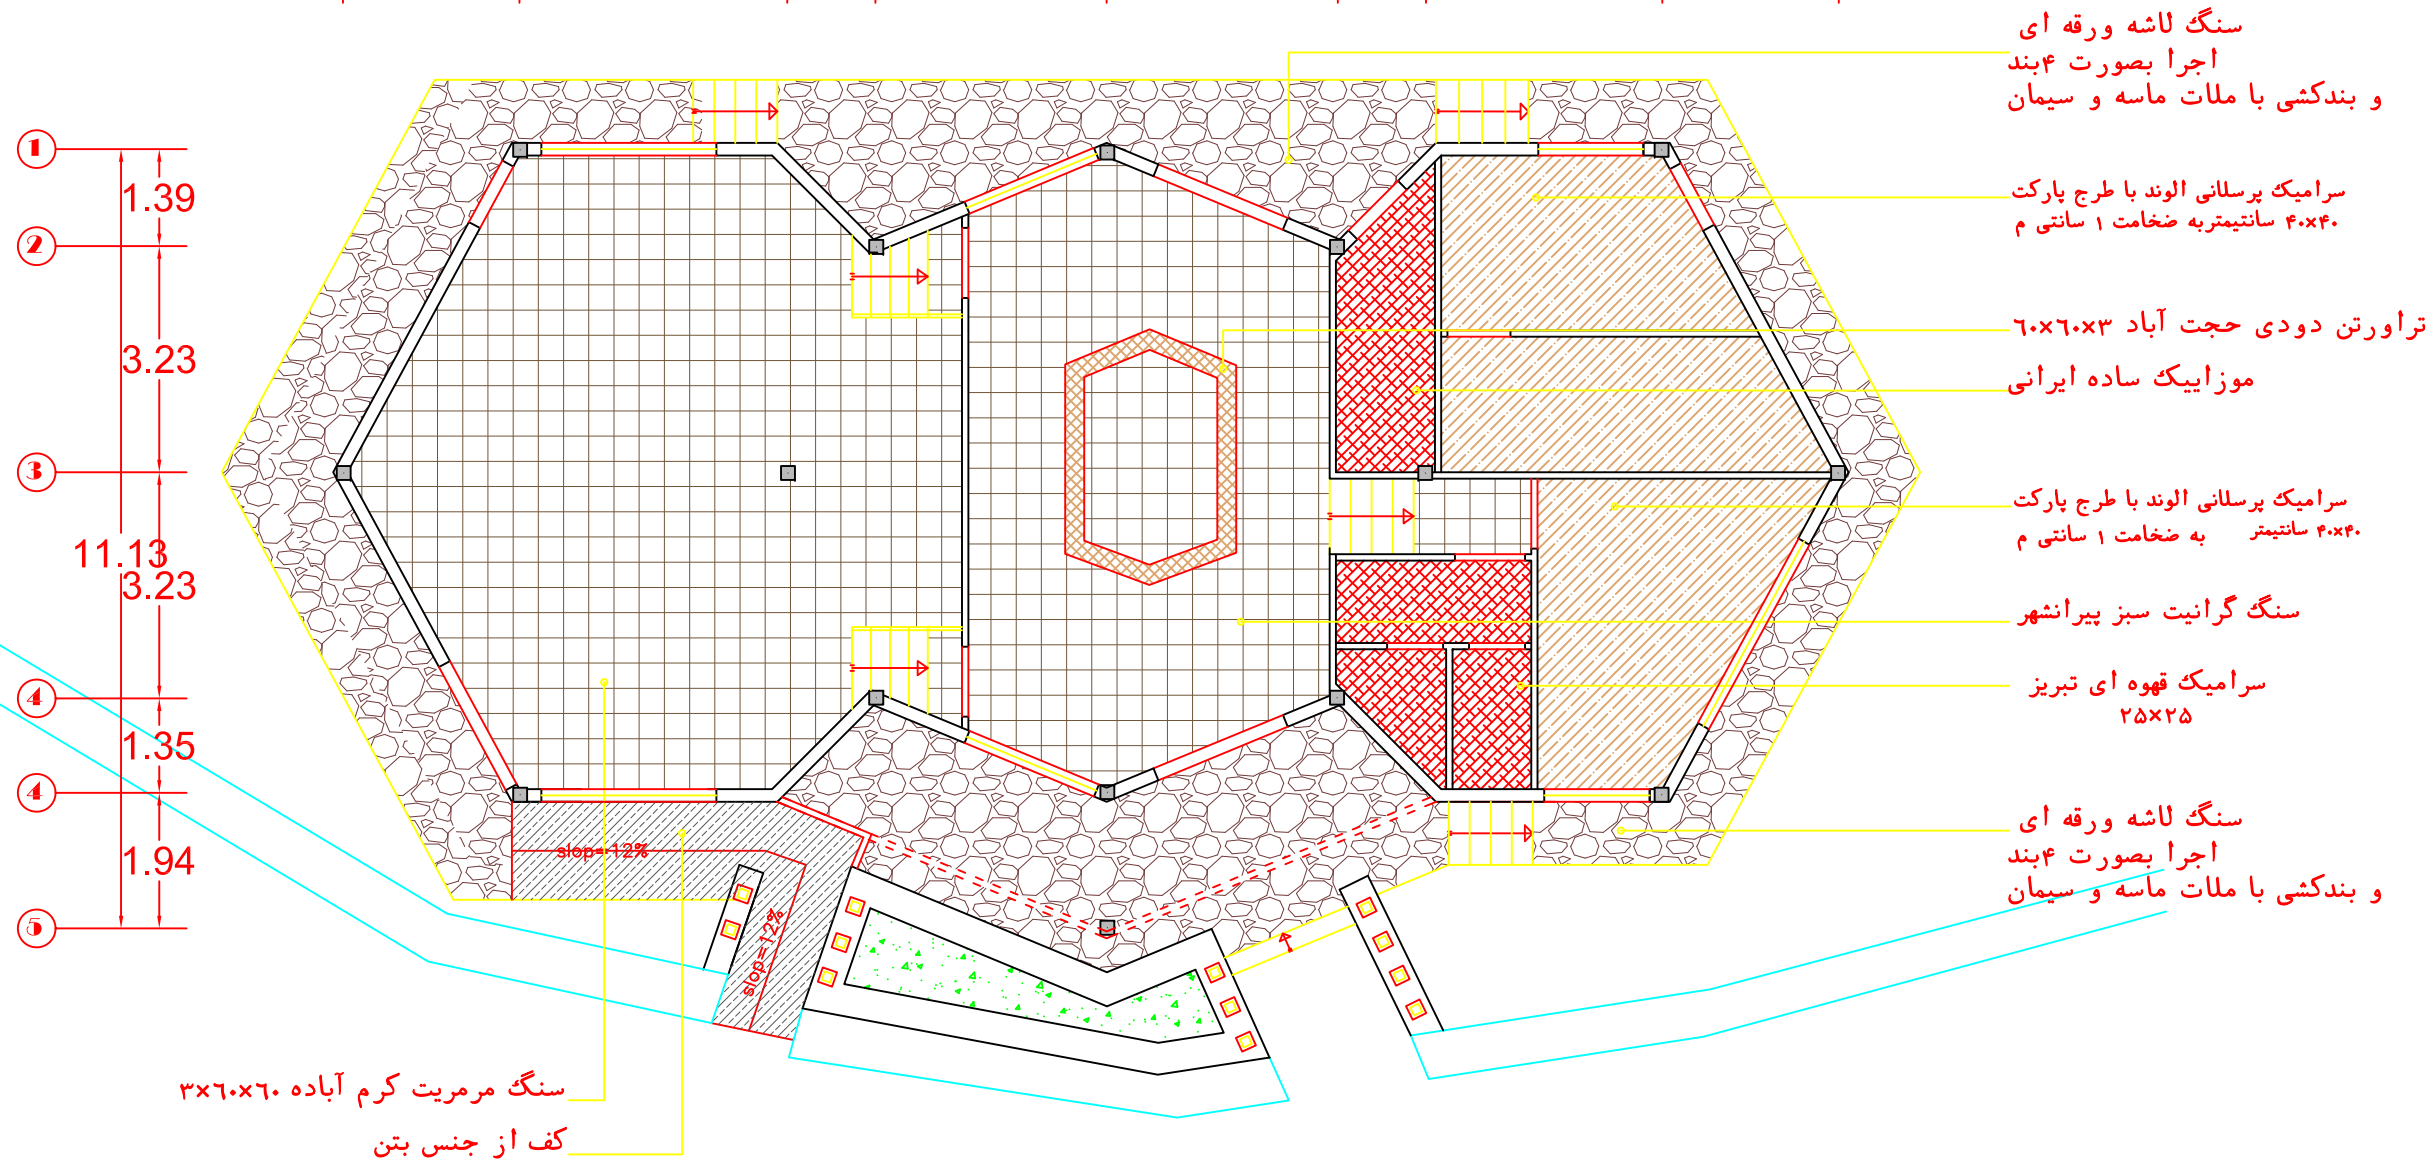 سنگ لاشه ورقه ای
اجرا بصورت ۴بند
و بندکشی با ملات ماسه و سیمان
سرامیک پرسلانی الوند با طرح پارکت
۴۰×۴۰ سانتیمتربه ضخامت ۱ سانتی م
تراورتن دودی حجت آباد ۳×۶۰×۶۰
موزاییک ساده ایرانی
سرامیک پرسلانی الوند با طرح پارکت
۴۰×۴۰ سانتیمتر به ضخامت ۱ سانتی م
سنگ گرانیت سبز پیرانشهر
سرامیک قهوه ای تبریز
۲۵×۲۵
سنگ لاشه ورقه ای
اجرا بصورت ۴بند
و بندکشی با ملات ماسه و سیمان
1
1.39
2
3.23
3
11.13
3.23
4
1.35
4
1.94
5
slop=12%
slop=12%
سنگ مرمریت کرم آباده ۶۰×۶۰×۳
کف از جنس بتن